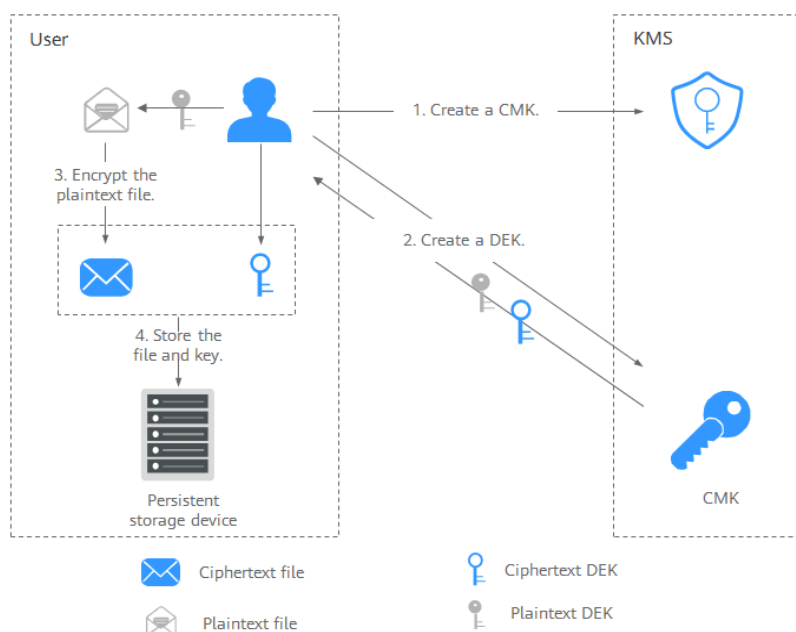 User
KMS
1. Create a CMK.
3. Encrypt the
plaintext file.
2. Create a DEK.
4. Store the
file and key.
Persistent
storage device
CMK
Ciphertext file
Ciphertext DEK
Plaintext file
Plaintext DEK